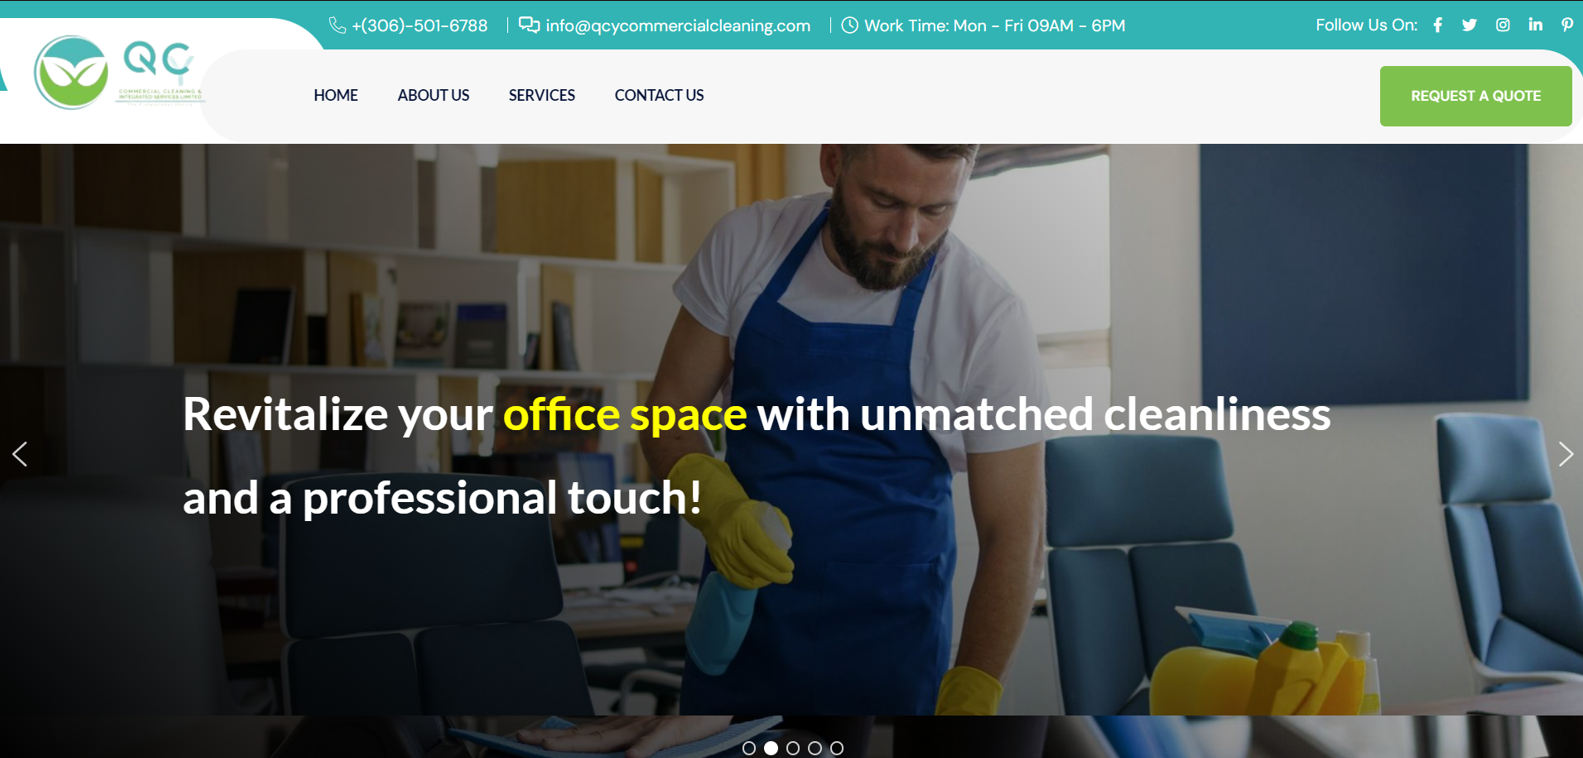 +(306)-501-6788
info@qcycommercialcleaning.com
Work Time: Mon - Fri 09AM - 6PM
Follow Us On:
QCY
COMMERCIAL CLEANING &
INTEGRATED SERVICES LIMITED
HOME
ABOUT US
SERVICES
CONTACT US
REQUEST A QUOTE
Revitalize your office space with unmatched cleanliness
and a professional touch!